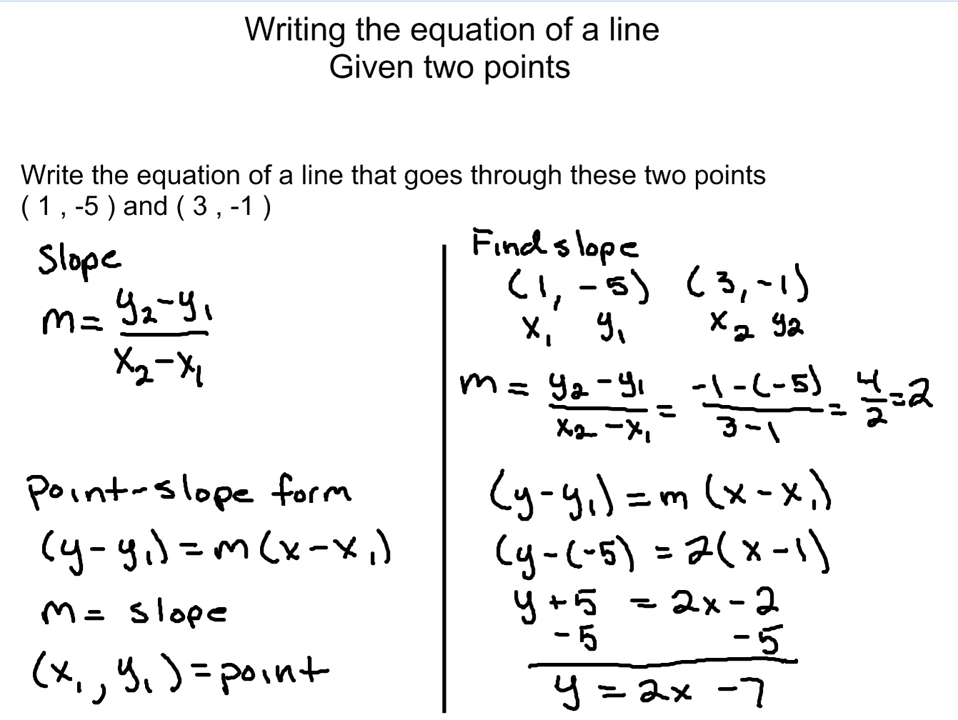 Writing the equation of a line
Given two points
Write the equation of a line that goes through these two points
( 1 , -5 ) and ( 3 , -1 )
Slope
m = (y₂-y₁)/(x₂-x₁)
Point-slope form
(y-y₁) = m(x-x₁)
m = slope
(x₁, y₁) = point
Find slope
(1, -5) (3, -1)
x₁ y₁ x₂ y₂
m = (y₂-y₁)/(x₂-x₁) = (-1-(-5))/(3-1) = 4/2 = 2
(y-y₁) = m(x-x₁)
(y-(-5) = 2(x-1)
y+5 = 2x-2
-5 -5
y = 2x -7